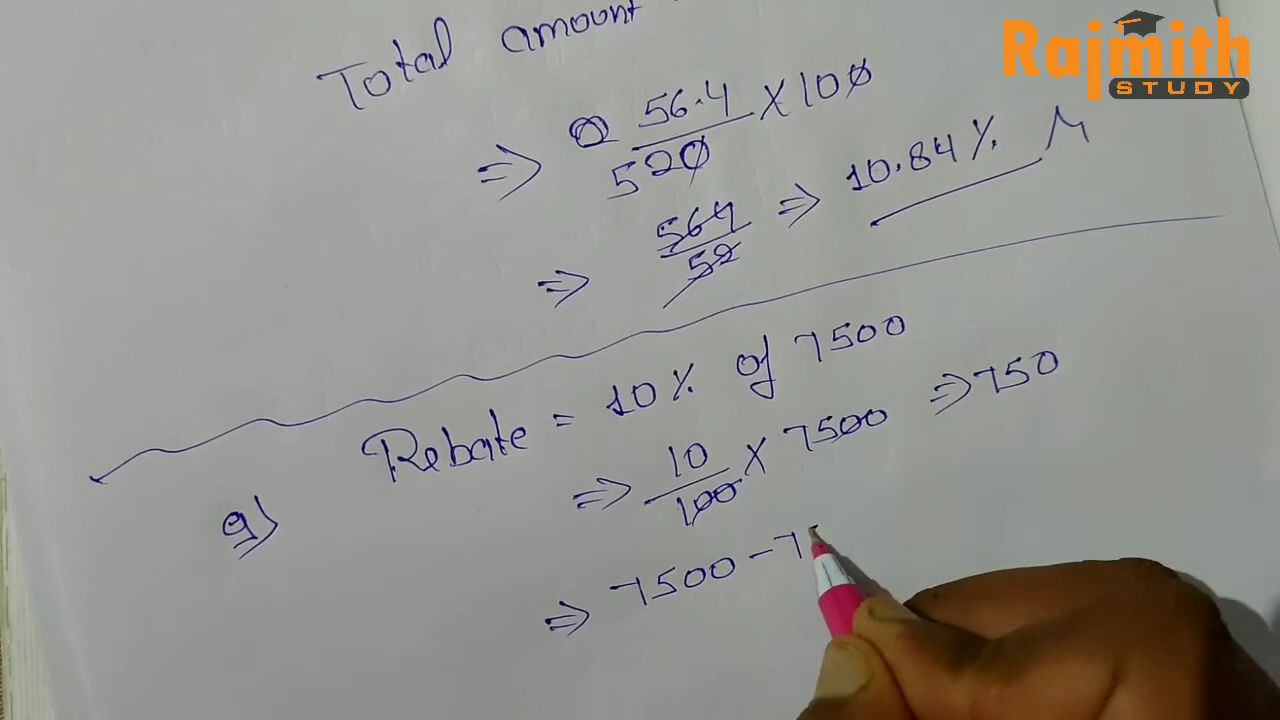 Total amount
Rajmith
STUDY
⇒ 56.4/520 × 100
⇒ 564/52 ⇒ 10.84%
Rebate = 10% of 7500
9)
⇒ 10/100 × 7500 ⇒ 750
⇒ 7500 - 7